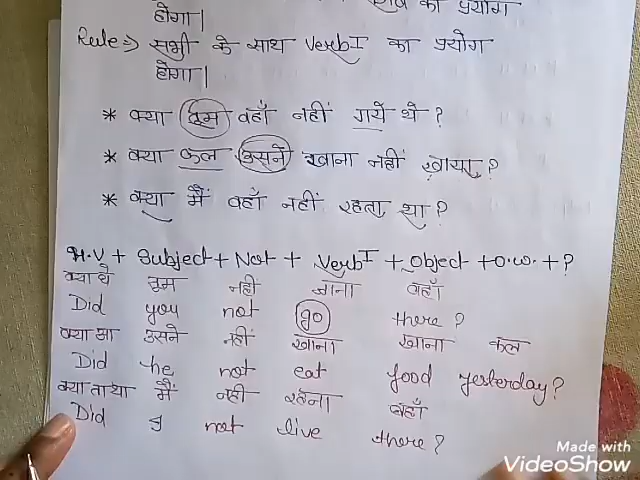 का प्रयोग
होगा।
Rule⇒ सभी के साथ Verb I का प्रयोग
होगा।
* क्या तुम वहाँ नहीं गये थे ?
* क्या कल उसने खाना नहीं खाया ?
* क्या मैं वहाँ नहीं रहता था ?
H.V + Subject + Not + Verb I + Object + O.W. + ?
क्या थे तुम नहीं जाना वहाँ
Did you not go there ?
क्या आ उसने नहीं खाना खाना कल
Did he not eat food yesterday ?
क्या ता था मैं नहीं रहना वहाँ
Did I not live there ?
Made with
VideoShow